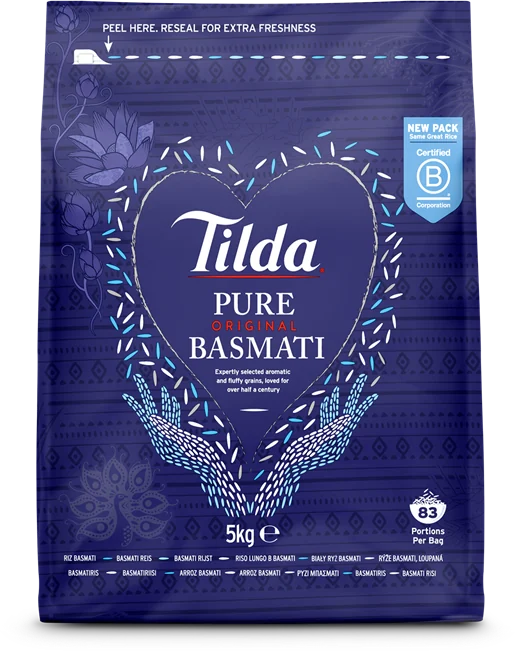 PEEL HERE. RESEAL FOR EXTRA FRESHNESS
NEW PACK
Same Great Rice
Certified
B
Corporation
Tilda
PURE
ORIGINAL
BASMATI
Expertly selected aromatic
and fluffy grains, loved for
over half a century
83
Portions
Per Bag
5kg ℮
RIZ BASMATI — BASMATI REIS — BASMATI RIJST — RISO LUNGO B BASMATI — BIAŁY RYŻ BASMATI — RÝŽE BASMATI, LOUPANÁ
BASMATIRIS — BASMATIRIISI — ARROZ BASMATI — ARROZ BASMATI — ΡΥΖΙ ΜΠΑΣΜΑΤΙ — BASMATIRIS — BASMATI RISI